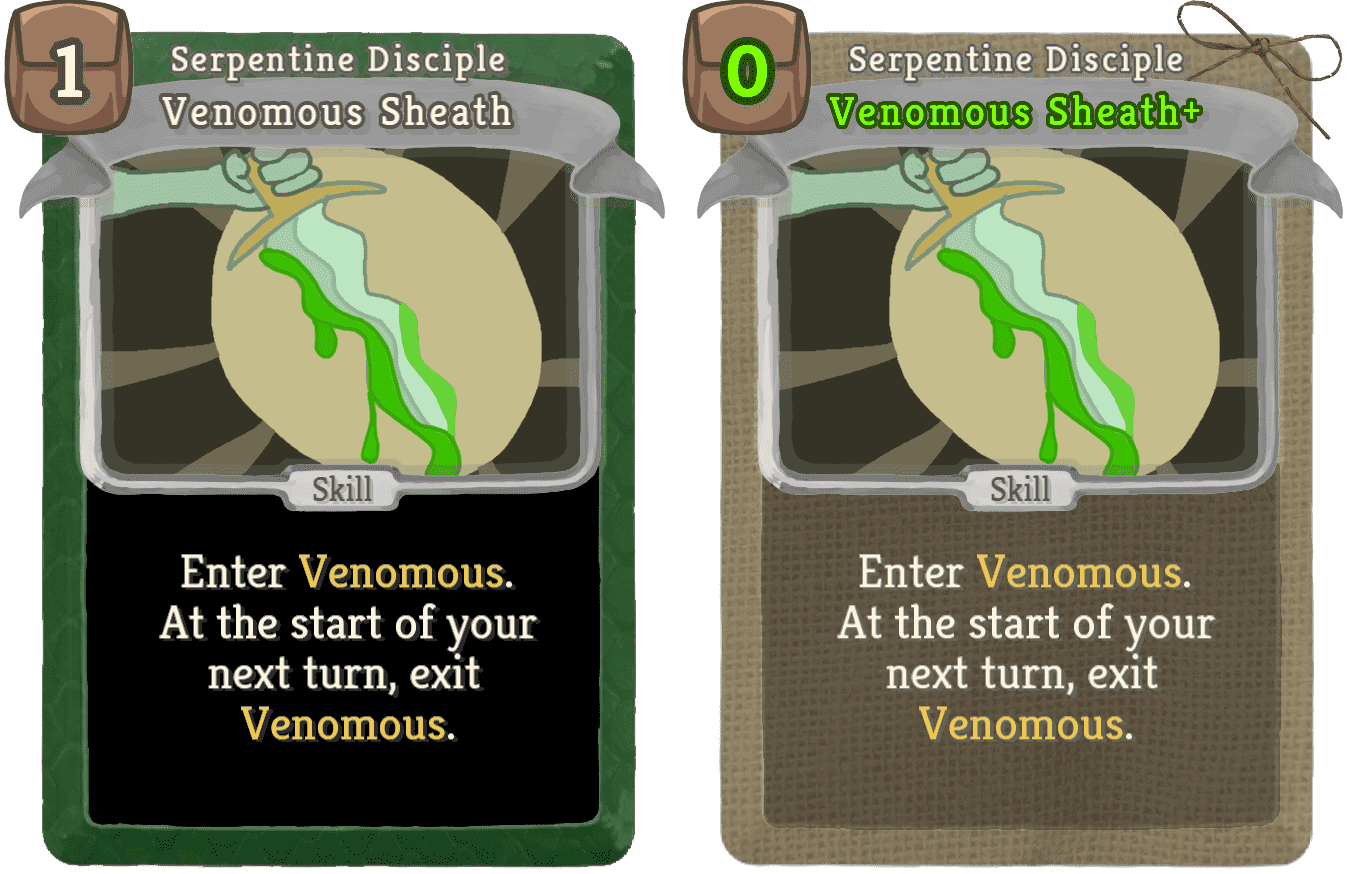 1
Serpentine Disciple
Venomous Sheath
Skill
Enter Venomous.
At the start of your
next turn, exit
Venomous.
0
Serpentine Disciple
Venomous Sheath+
Skill
Enter Venomous.
At the start of your
next turn, exit
Venomous.